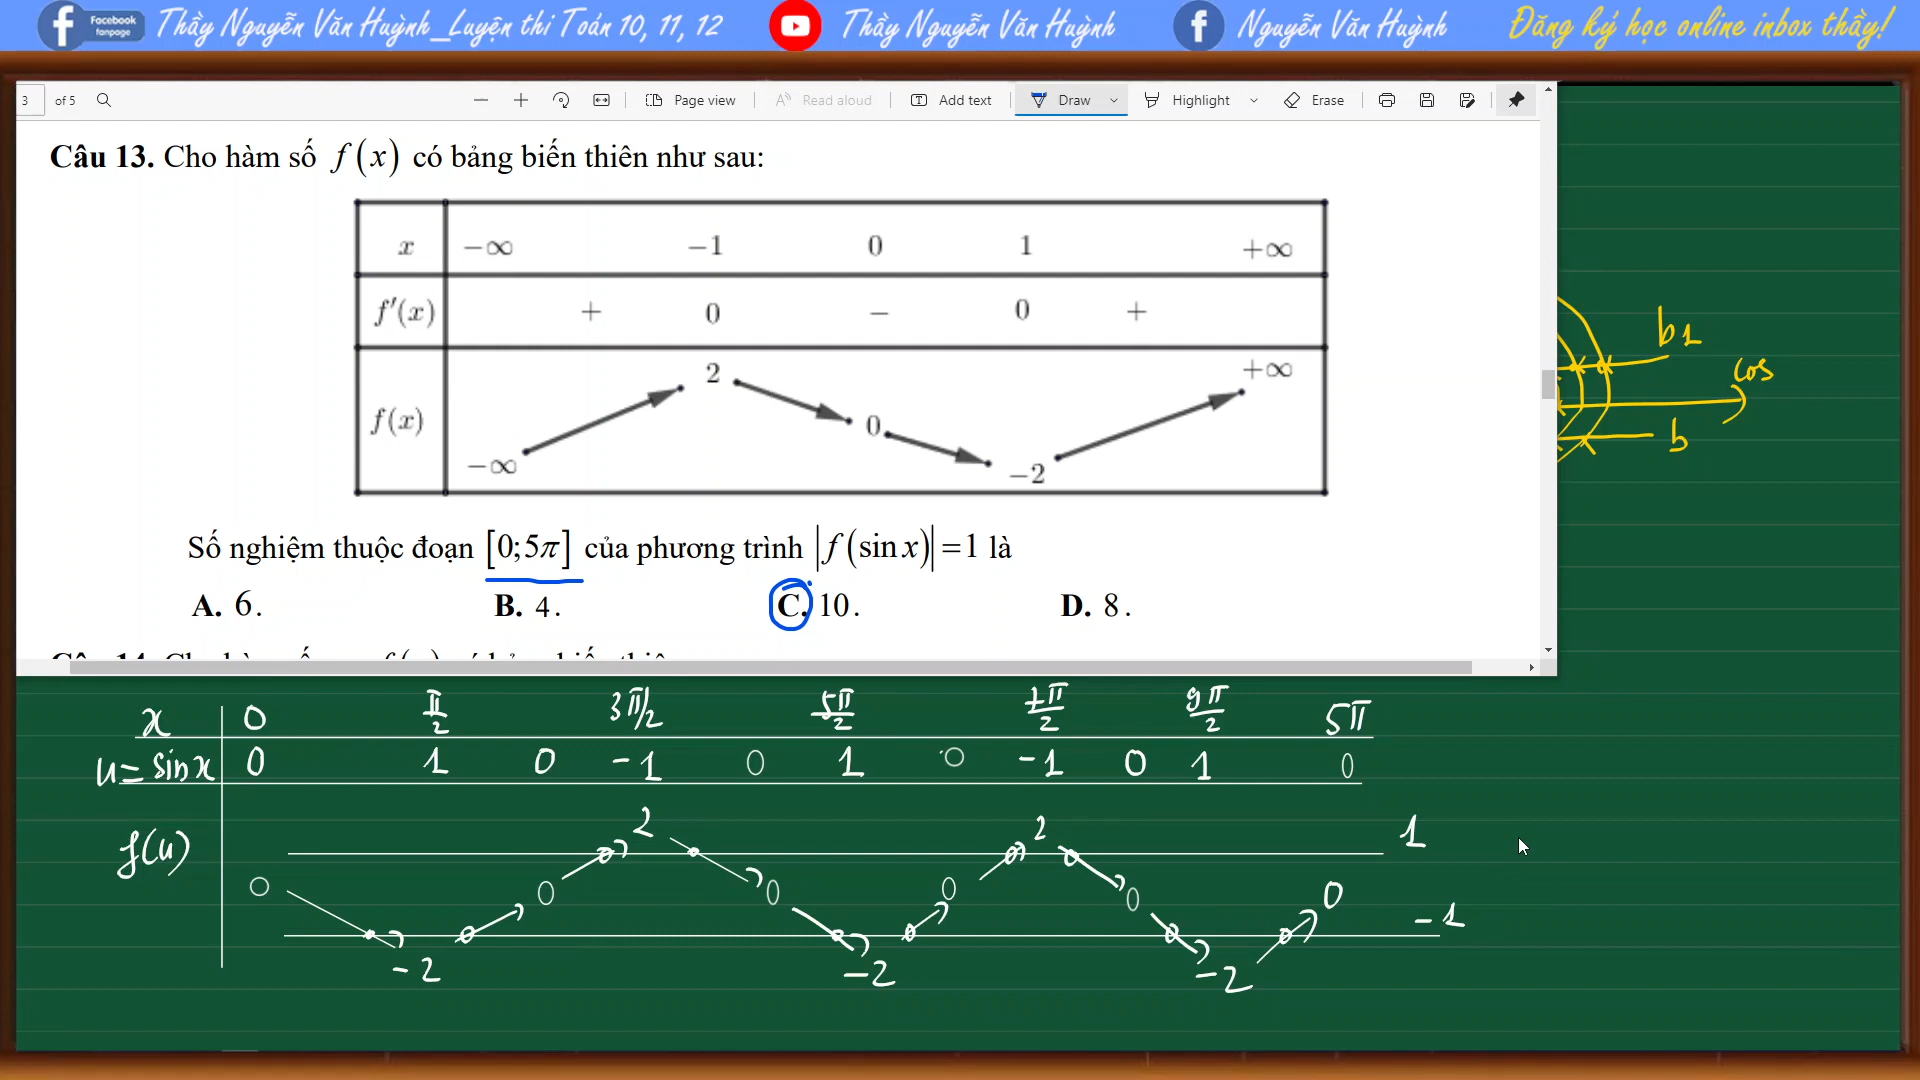 Facebook fanpage Thầy Nguyễn Văn Huỳnh_Luyện thi Toán 10, 11, 12 Thầy Nguyễn Văn Huỳnh Nguyễn Văn Huỳnh Đăng ký học online inbox thầy!
3 of 5 Page view Read aloud Add text Draw Highlight Erase
Câu 13. Cho hàm số f(x) có bảng biến thiên như sau:
x −∞ −1 0 1 +∞
f′(x) + 0 − 0 +
f(x) −∞ 2 0 −2 +∞
Số nghiệm thuộc đoạn [0;5π] của phương trình |f(sin x)| = 1 là
A. 6. B. 4. C. 10. D. 8.
b1
cos
b
x 0 π/2 3π/2 5π/2 7π/2 9π/2 5π
u = sin x 0 1 0 -1 0 1 0 -1 0 1 0
f(u) 0 -2 0 2 0 -2 0 2 0 -2 0
1
-1